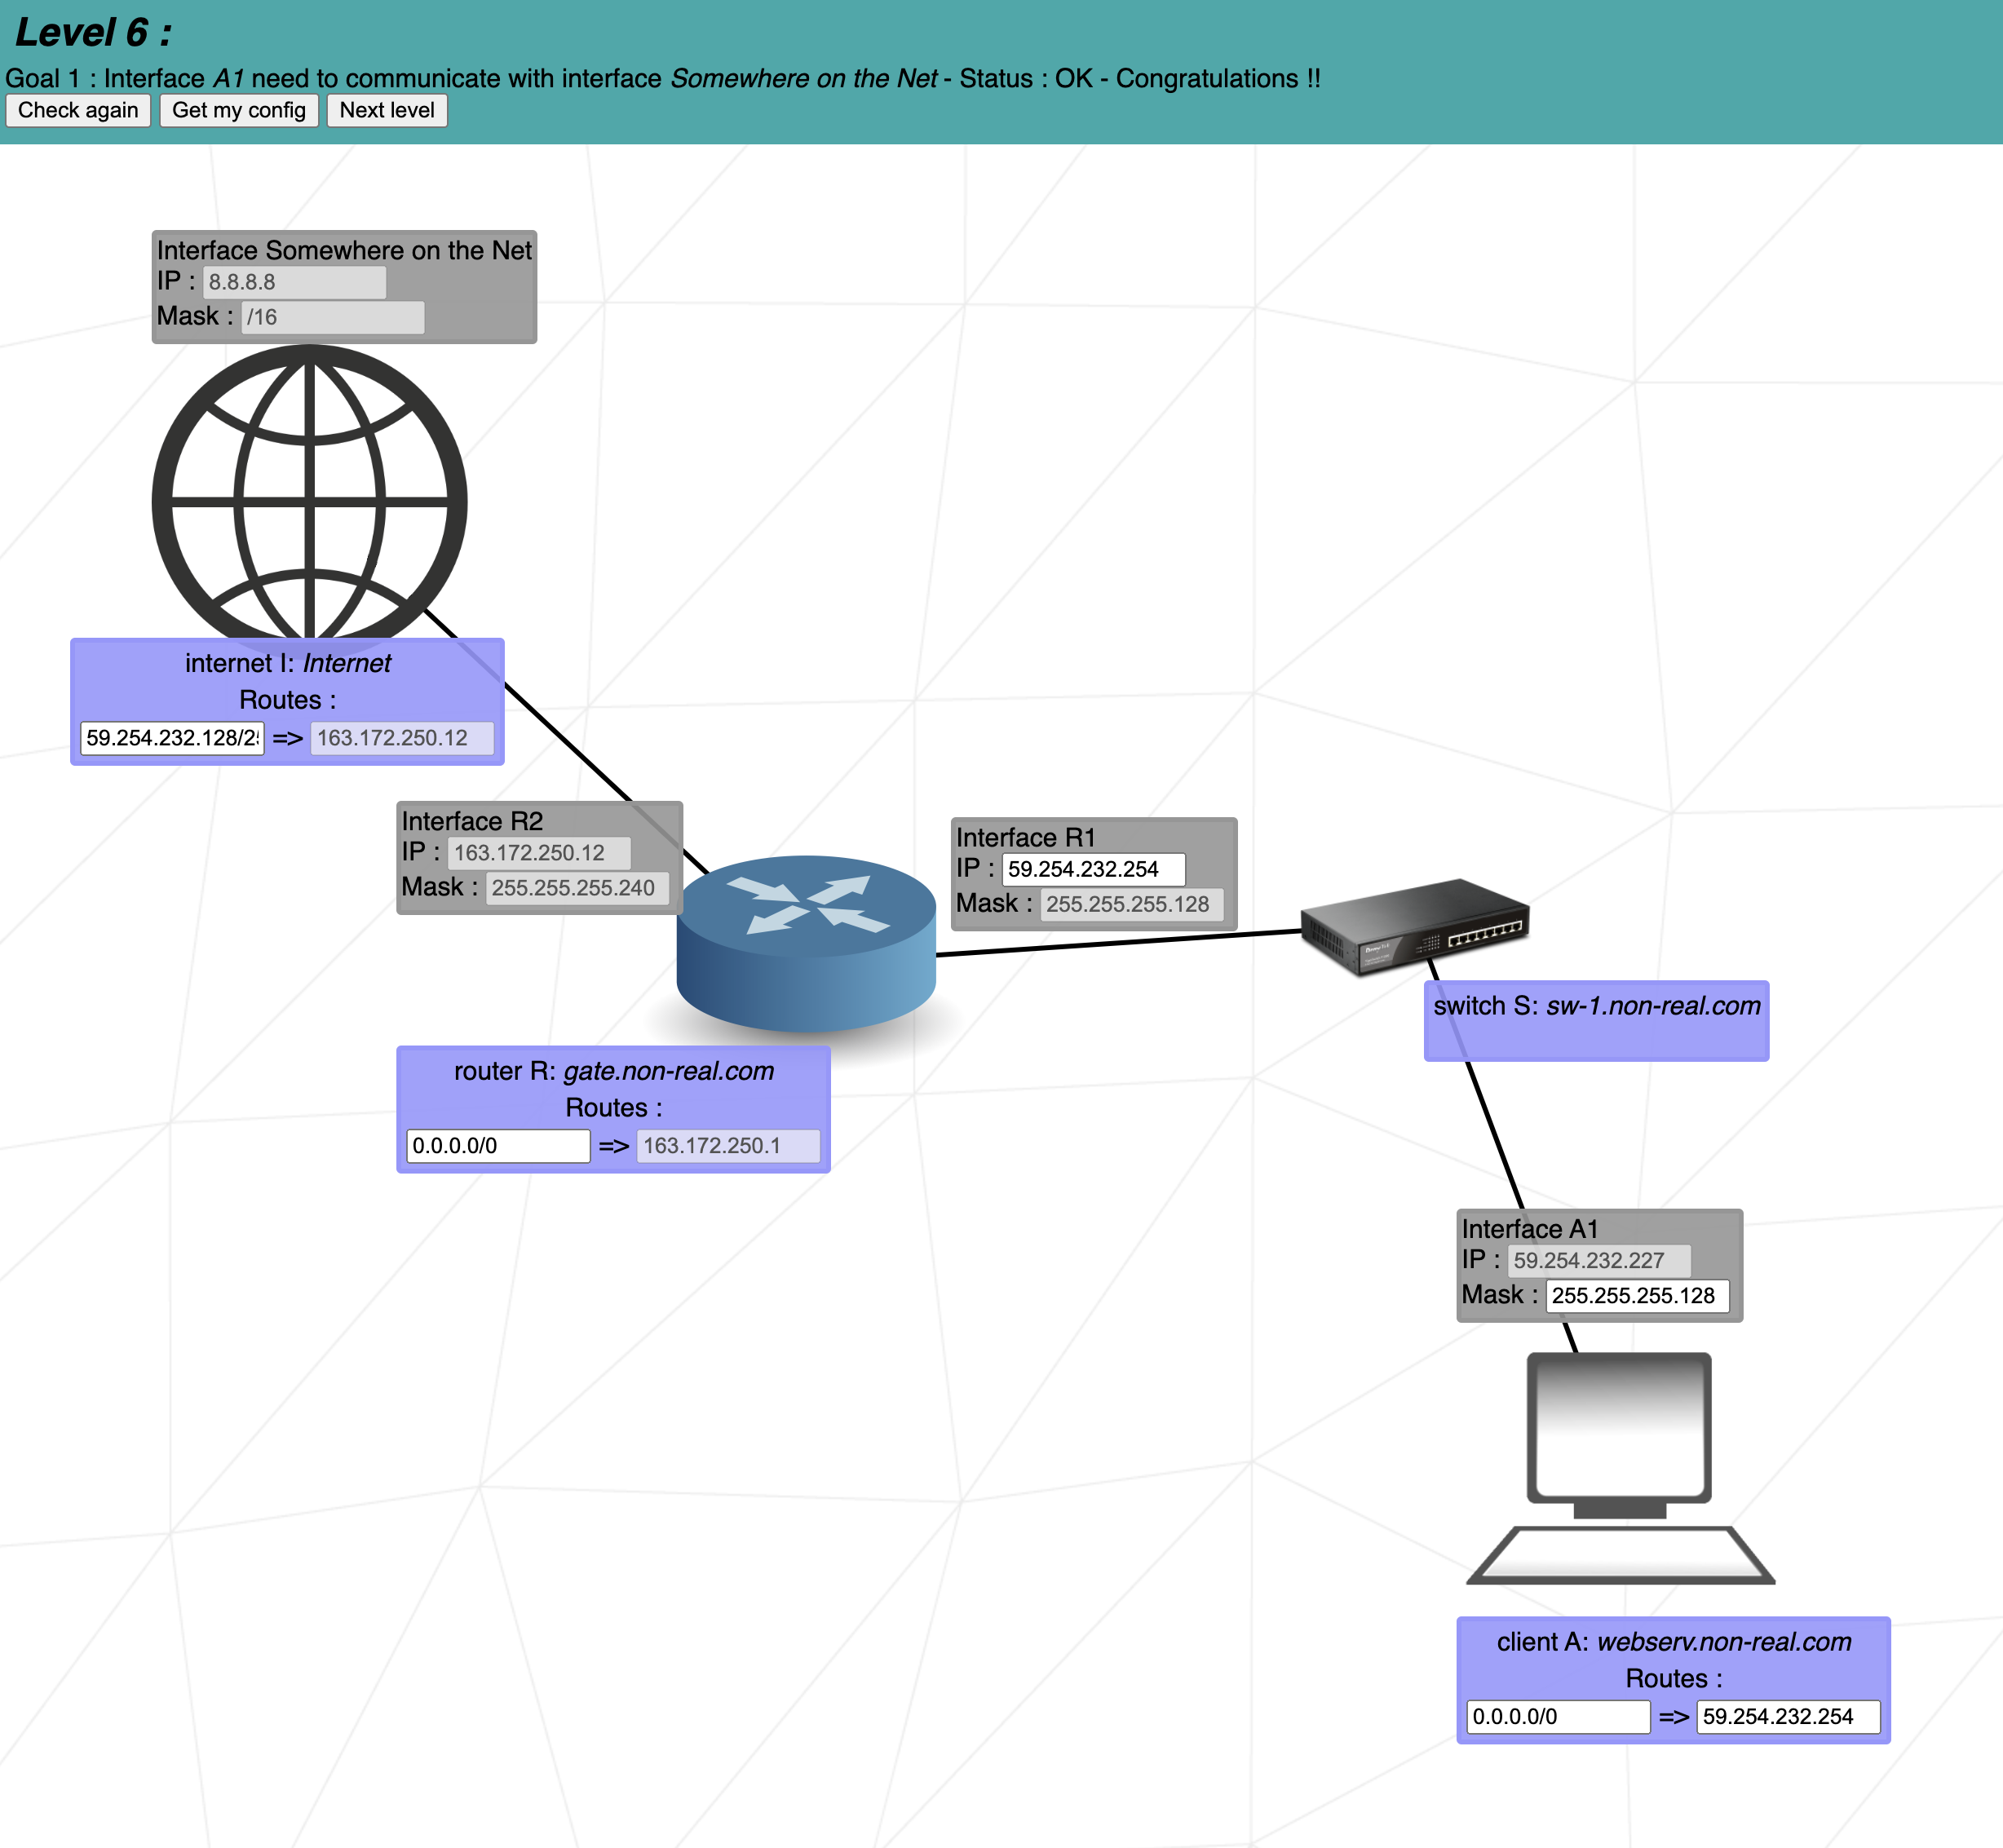 Level 6 :
Goal 1 : Interface A1 need to communicate with interface Somewhere on the Net - Status : OK - Congratulations !!
Check again Get my config Next level
Interface Somewhere on the Net
IP : 8.8.8.8
Mask : /16
internet I: Internet
Routes :
59.254.232.128/2 => 163.172.250.12
Interface R2
IP : 163.172.250.12
Mask : 255.255.255.240
Interface R1
IP : 59.254.232.254
Mask : 255.255.255.128
switch S: sw-1.non-real.com
router R: gate.non-real.com
Routes :
0.0.0.0/0 => 163.172.250.1
Interface A1
IP : 59.254.232.227
Mask : 255.255.255.128
client A: webserv.non-real.com
Routes :
0.0.0.0/0 => 59.254.232.254